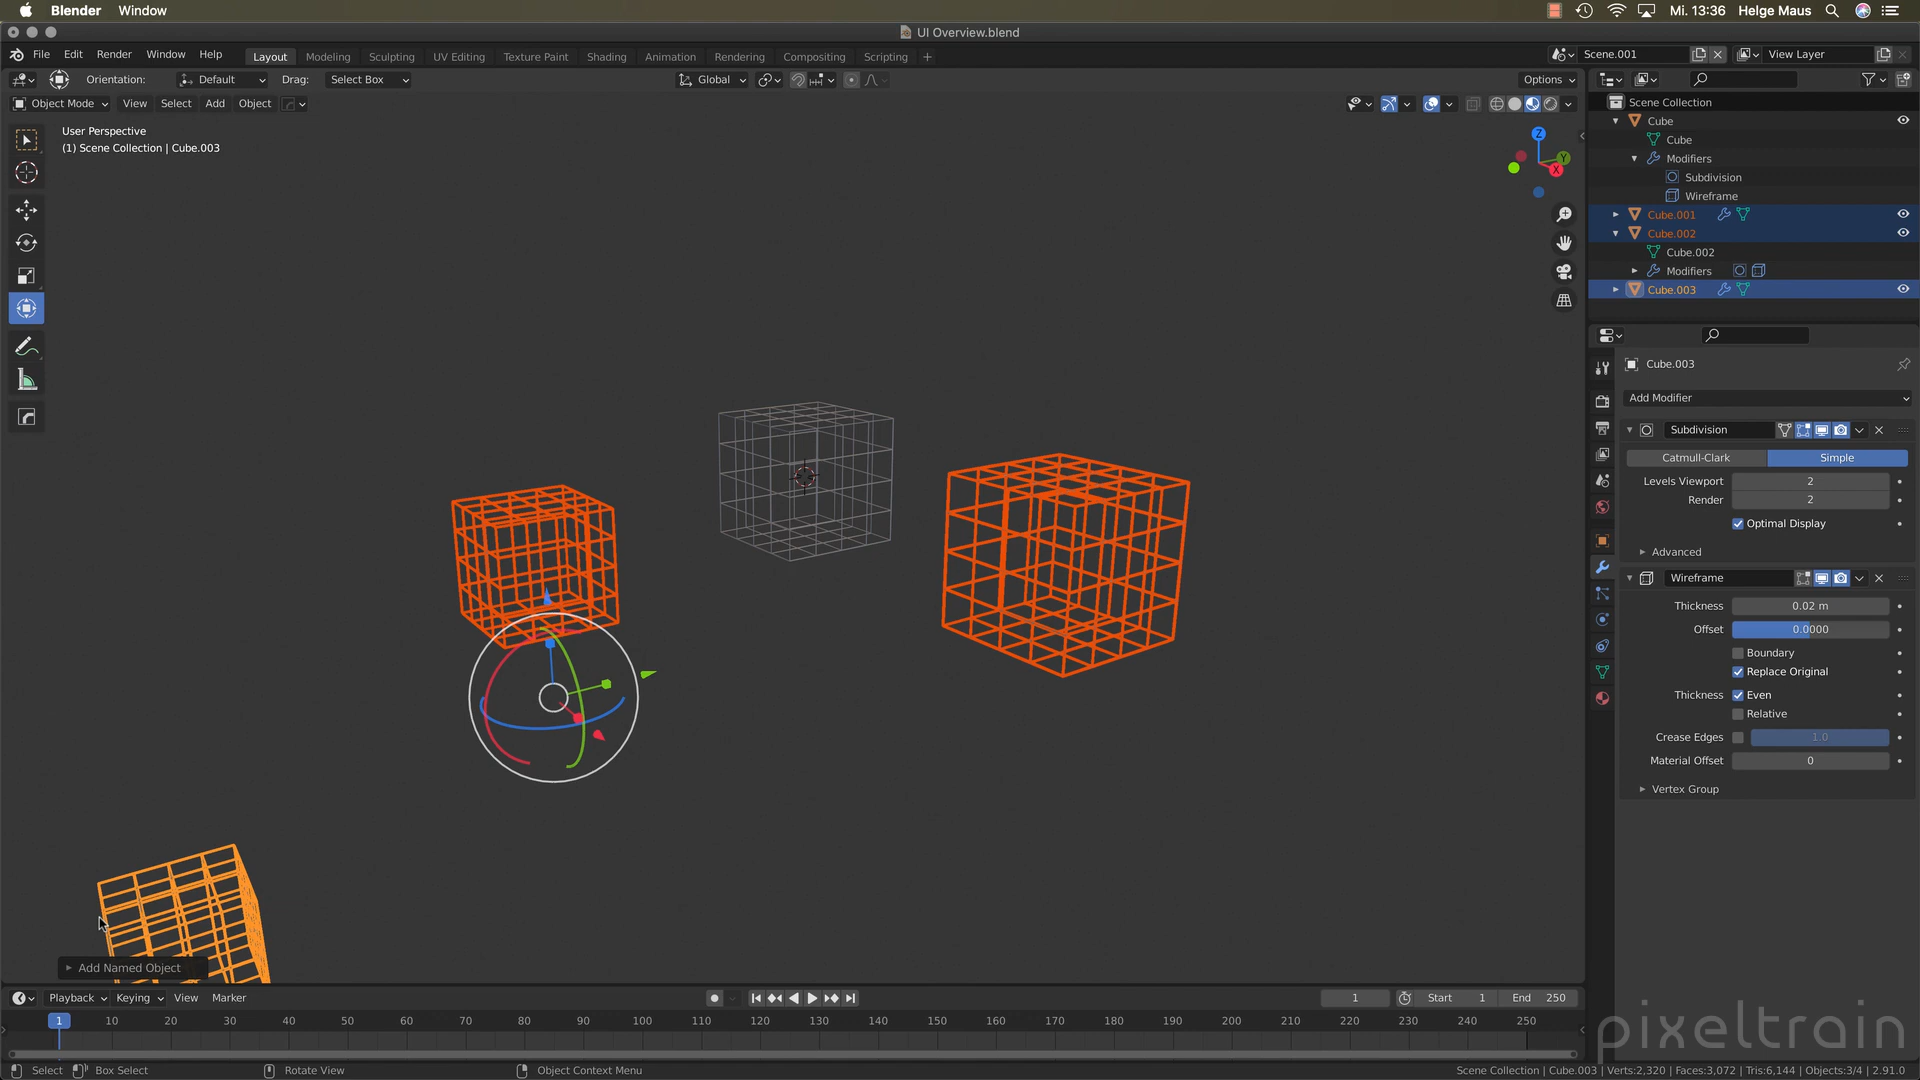 Blender Window
Mi. 13:36 Helge Maus
UI Overview.blend
File Edit Render Window Help
Layout Modeling Sculpting UV Editing Texture Paint Shading Animation Rendering Compositing Scripting +
Scene.001 View Layer
Orientation: Default Drag: Select Box Global Options
Object Mode View Select Add Object
User Perspective
(1) Scene Collection | Cube.003
Z
Y
X
Scene Collection
Cube
Cube
Modifiers
Subdivision
Wireframe
Cube.001
Cube.002
Cube.002
Modifiers
Cube.003
Cube.003
Add Modifier
Subdivision
Catmull-Clark Simple
Levels Viewport 2
Render 2
Optimal Display
Advanced
Wireframe
Thickness 0.02 m
Offset 0.0000
Boundary
Replace Original
Thickness Even
Relative
Crease Edges 1.0
Material Offset 0
Vertex Group
Add Named Object
Playback Keying View Marker 1 Start 1 End 250
1 10 20 30 40 50 60 70 80 90 100 110 120 130 140 150 160 170 180 190 200 210 220 230 240 250
pixeltrain
Select Box Select Rotate View Object Context Menu
Scene Collection | Cube.003 | Verts:2,320 | Faces:3,072 | Tris:6,144 | Objects:3/4 | 2.91.0